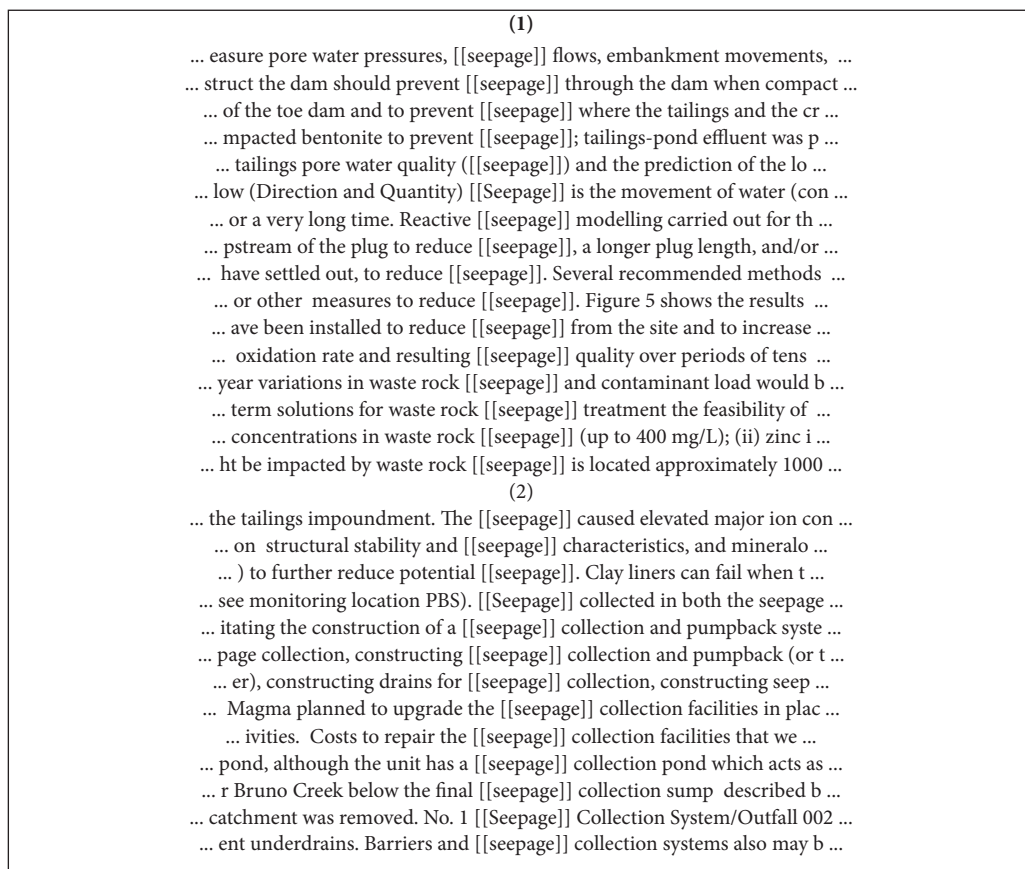 (1)
... easure pore water pressures, [[seepage]] flows, embankment movements, ...
... struct the dam should prevent [[seepage]] through the dam when compact ...
... of the toe dam and to prevent [[seepage]] where the tailings and the cr ...
... mpacted bentonite to prevent [[seepage]]; tailings-pond effluent was p ...
... tailings pore water quality ([[seepage]]) and the prediction of the lo ...
... low (Direction and Quantity) [[Seepage]] is the movement of water (con ...
... or a very long time. Reactive [[seepage]] modelling carried out for th ...
... pstream of the plug to reduce [[seepage]], a longer plug length, and/or ...
... have settled out, to reduce [[seepage]]. Several recommended methods ...
... or other measures to reduce [[seepage]]. Figure 5 shows the results ...
... ave been installed to reduce [[seepage]] from the site and to increase ...
... oxidation rate and resulting [[seepage]] quality over periods of tens ...
... year variations in waste rock [[seepage]] and contaminant load would b ...
... term solutions for waste rock [[seepage]] treatment the feasibility of ...
... concentrations in waste rock [[seepage]] (up to 400 mg/L); (ii) zinc i ...
... ht be impacted by waste rock [[seepage]] is located approximately 1000 ...
(2)
... the tailings impoundment. The [[seepage]] caused elevated major ion con ...
... on structural stability and [[seepage]] characteristics, and mineralo ...
... ) to further reduce potential [[seepage]]. Clay liners can fail when t ...
... see monitoring location PBS). [[Seepage]] collected in both the seepage ...
... itating the construction of a [[seepage]] collection and pumpback syste ...
... page collection, constructing [[seepage]] collection and pumpback (or t ...
... er), constructing drains for [[seepage]] collection, constructing seep ...
... Magma planned to upgrade the [[seepage]] collection facilities in plac ...
... ivities. Costs to repair the [[seepage]] collection facilities that we ...
... pond, although the unit has a [[seepage]] collection pond which acts as ...
... r Bruno Creek below the final [[seepage]] collection sump described b ...
... catchment was removed. No. 1 [[Seepage]] Collection System/Outfall 002 ...
... ent underdrains. Barriers and [[seepage]] collection systems also may b ...